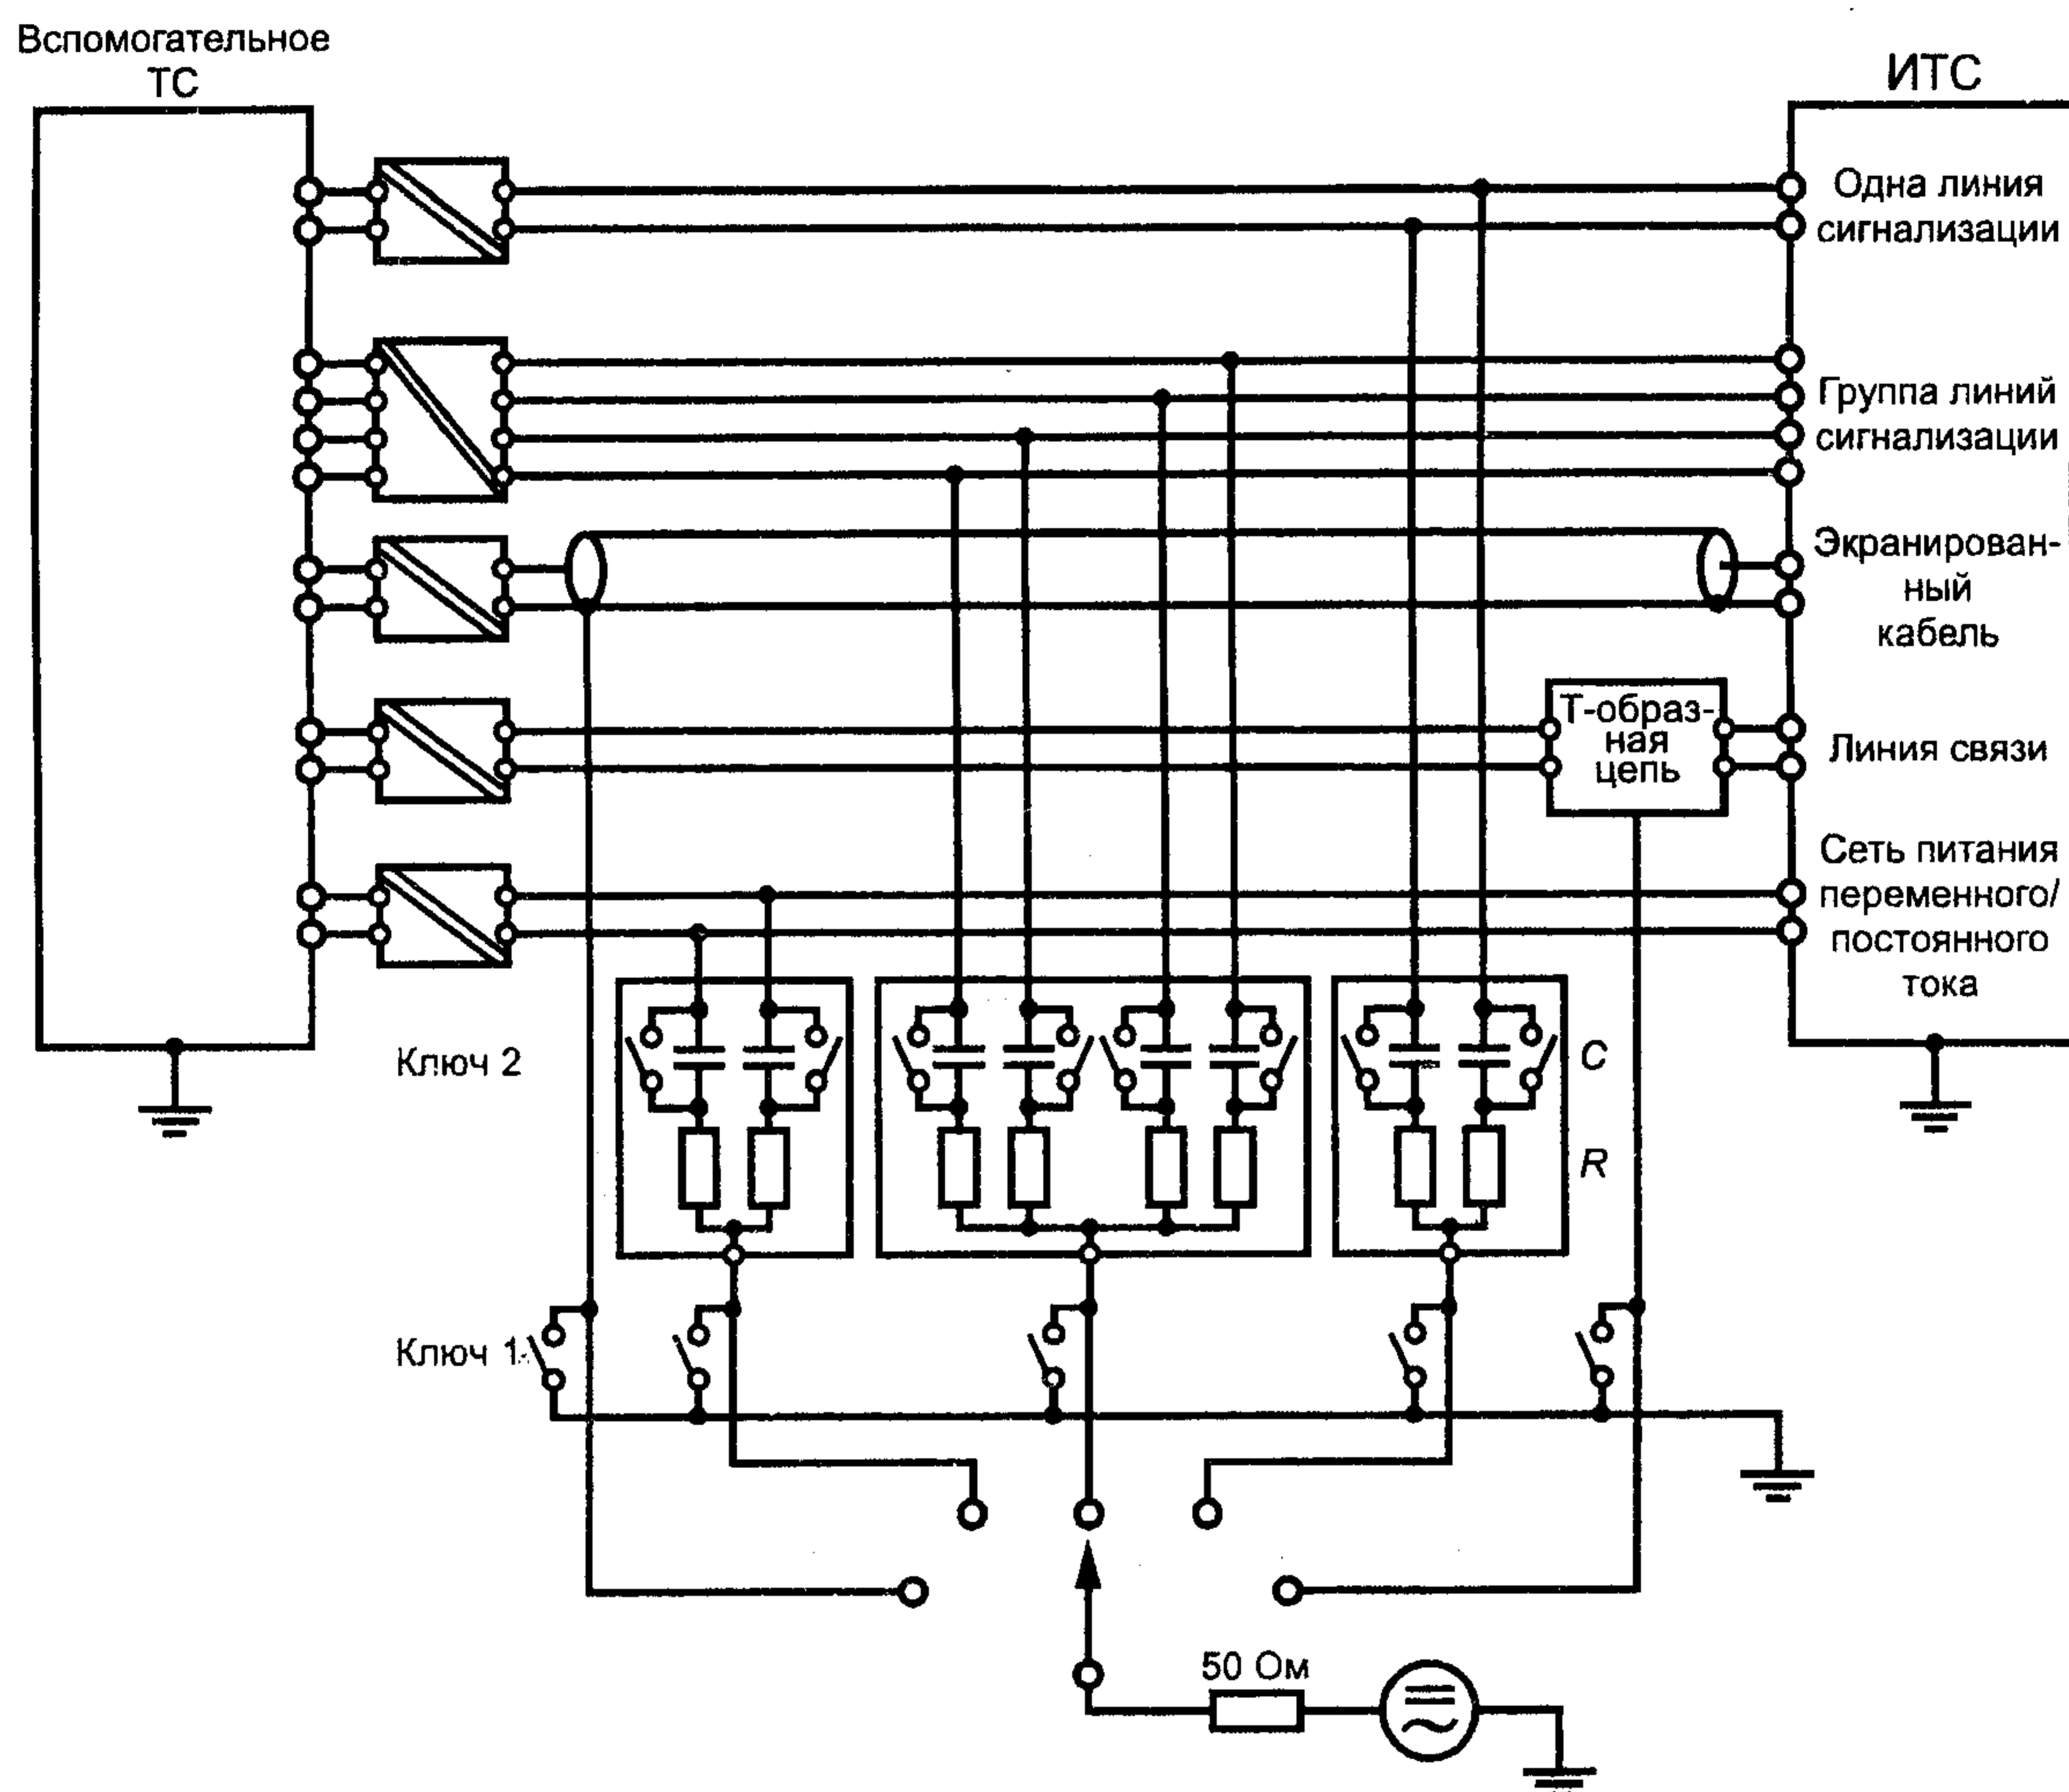 Вспомогательное
ТС
ИТС
Одна линия
сигнализации
Группа линий
сигнализации
Экранирован-
ный
кабель
Т-образ-
ная
цепь
Линия связи
Сеть питания
переменного/
постоянного
тока
Ключ 2
C
R
Ключ 1
50 Ом